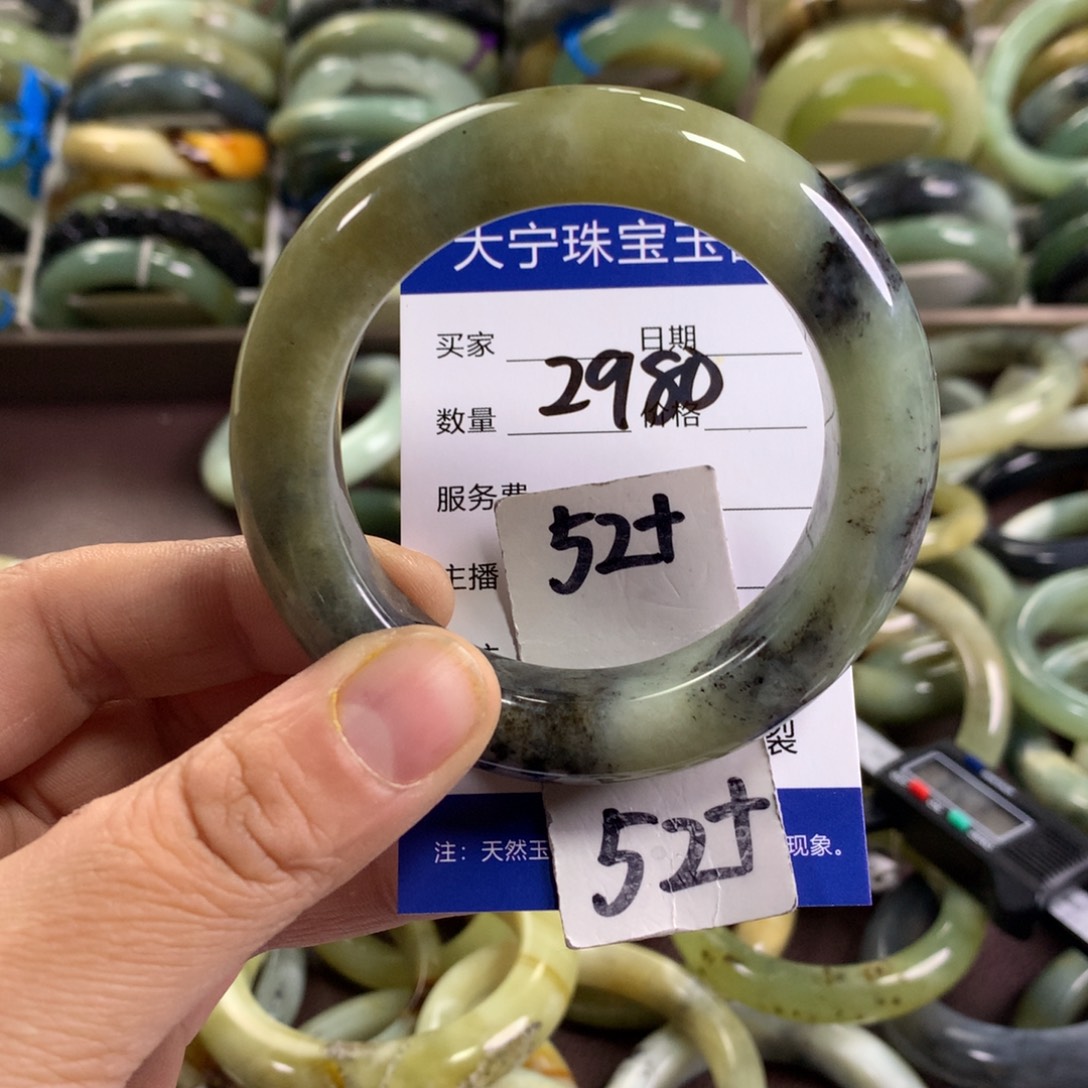 大宁珠宝玉
买家 日期
2980
数量 价格
服务费
52+
主播
裂
52+
注：天然玉 现象。